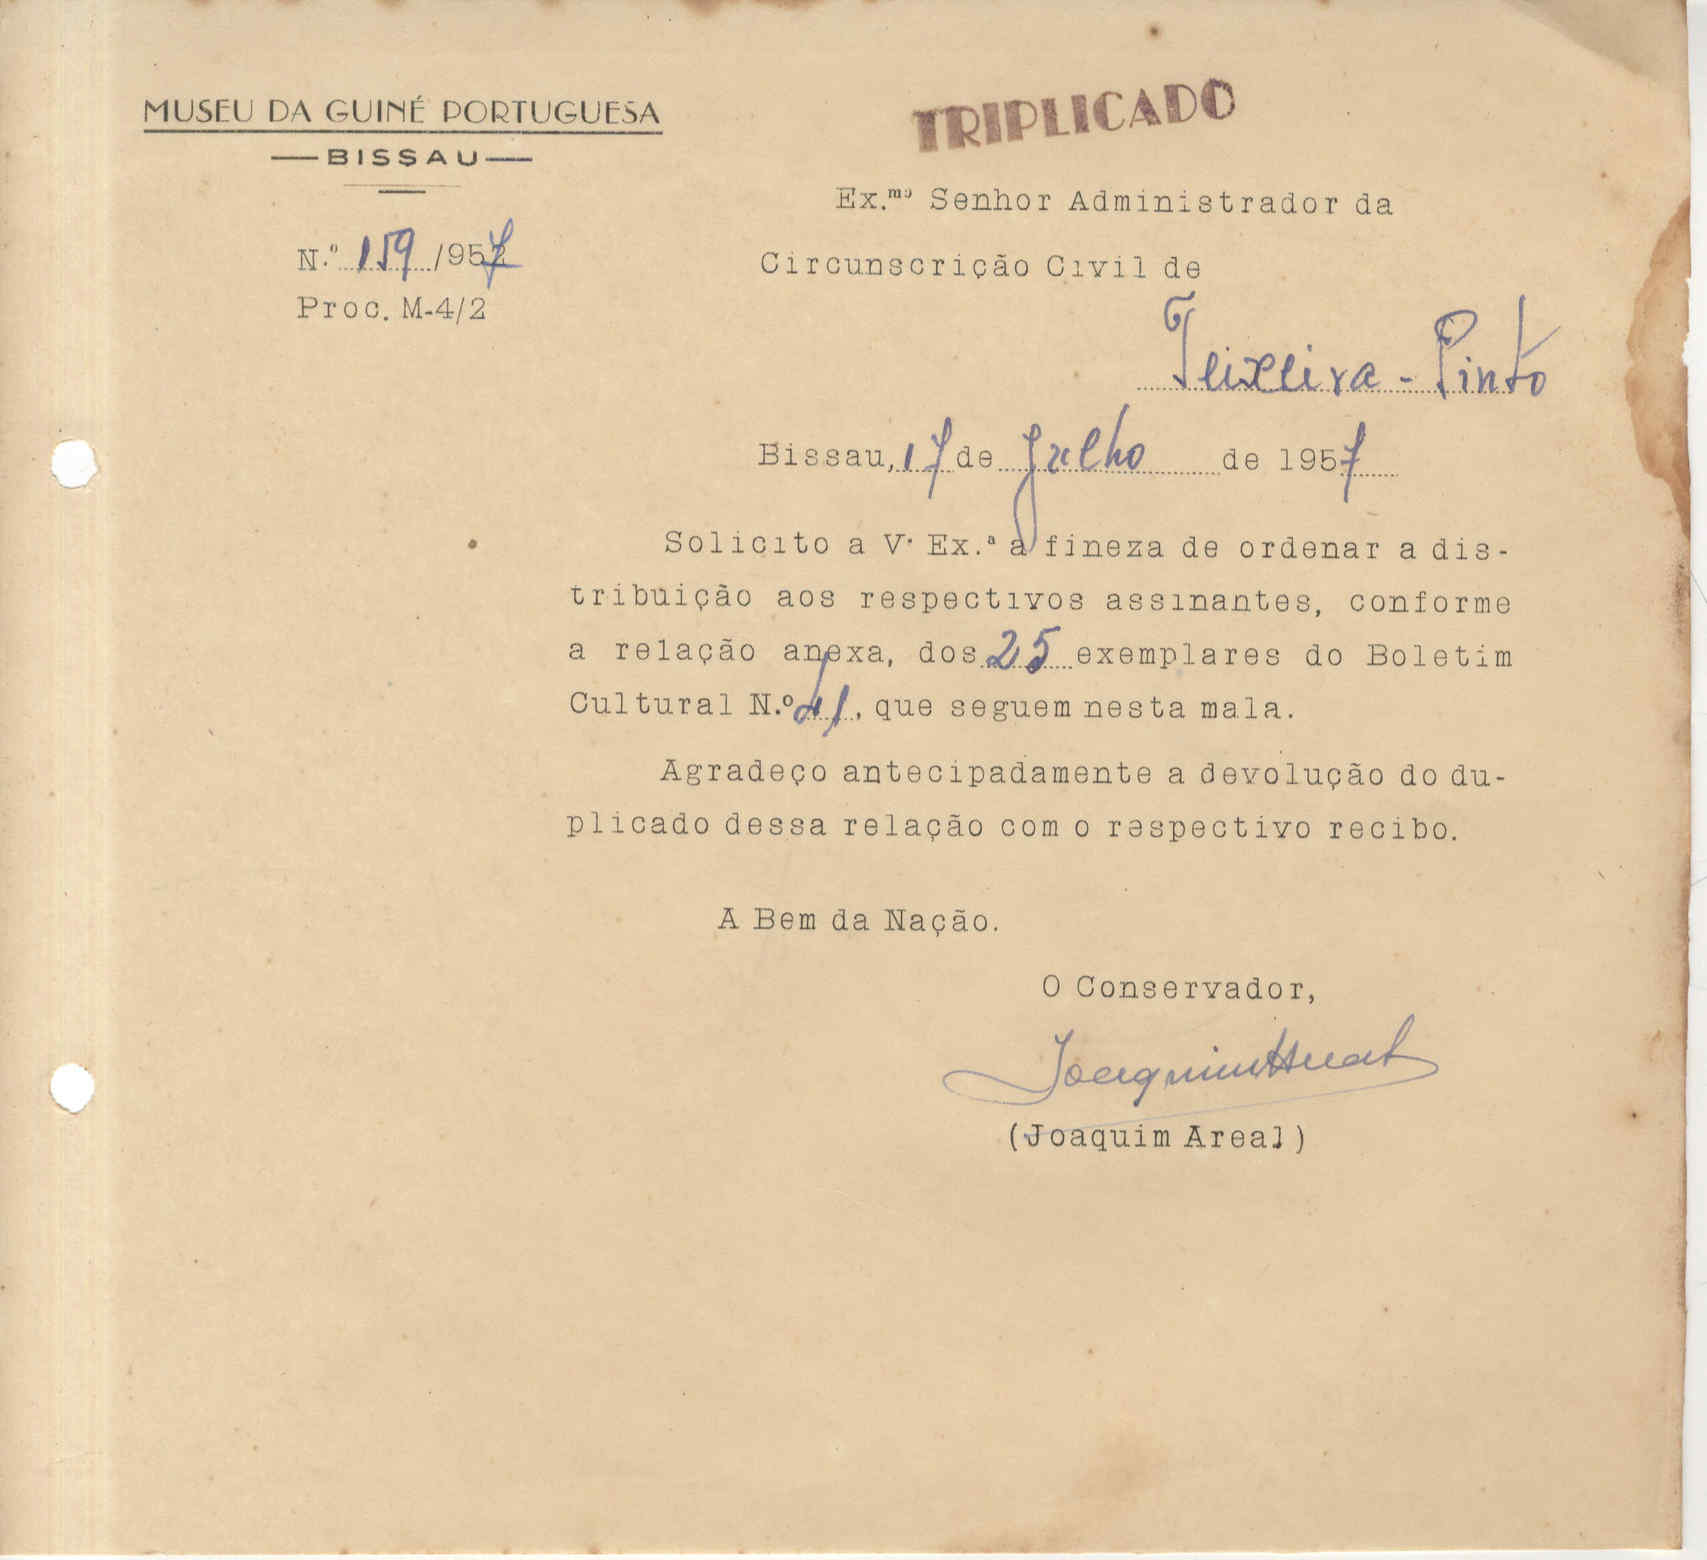 MUSEU DA GUINÉ PORTUGUESA
BISSAU
TRIPLICADO
N.º 159 /957
Proc. M-4/2
Ex.mo Senhor Administrador da
Circunscrição Civil de
Teixeira - Pinto
Bissau, 17 de Julho de 1957
Solicito a V. Ex.ª a fineza de ordenar a dis-
tribuição aos respectivos assinantes, conforme
a relação anexa, dos 25 exemplares do Boletim
Cultural N.º 41, que seguem nesta mala.
Agradeço antecipadamente a devolução do du-
plicado dessa relação com o respectivo recibo.
A Bem da Nação.
O Conservador,
Joaquim Areal
(Joaquim Areal)